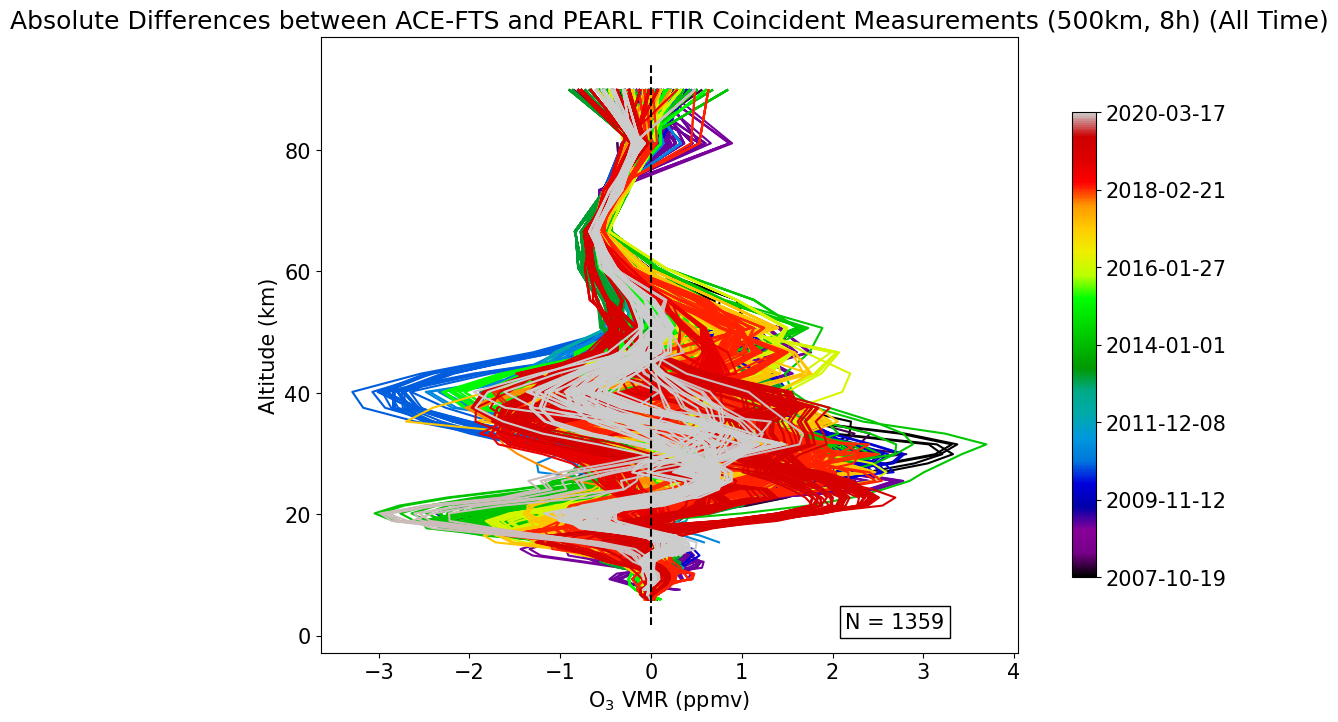 Absolute Differences between ACE-FTS and PEARL FTIR Coincident Measurements (500km, 8h) (All Time)
Altitude (km)
80
60
40
20
0
−3 −2 −1 0 1 2 3 4
O₃ VMR (ppmv)
N = 1359
2020-03-17
2018-02-21
2016-01-27
2014-01-01
2011-12-08
2009-11-12
2007-10-19